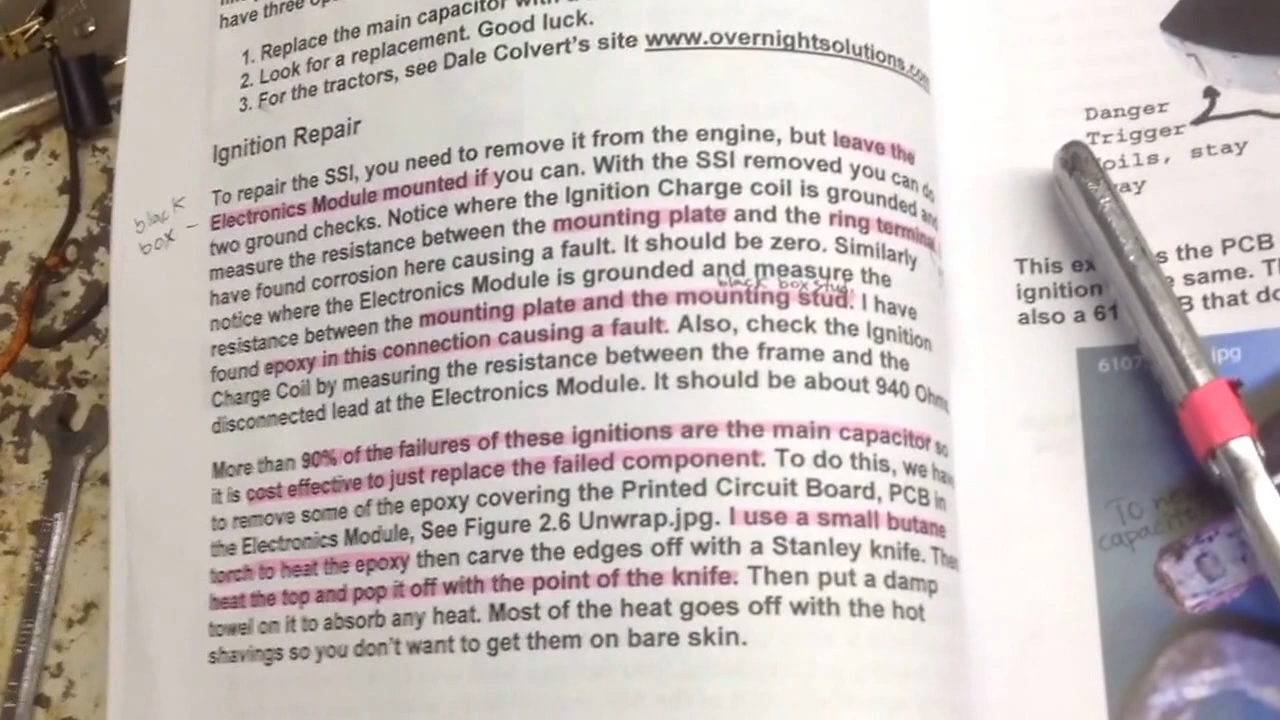 have three
1. Replace the main capacitor with a
2. Look for a replacement. Good luck.
3. For the tractors, see Dale Colvert's site www.overnightsolutions.com
Ignition Repair
To repair the SSI, you need to remove it from the engine, but leave the
Electronics Module mounted if you can. With the SSI removed you can do
two ground checks. Notice where the Ignition Charge coil is grounded and
measure the resistance between the mounting plate and the ring terminal
have found corrosion here causing a fault. It should be zero. Similarly
notice where the Electronics Module is grounded and measure the
resistance between the mounting plate and the mounting stud. I have
found epoxy in this connection causing a fault. Also, check the Ignition
Charge Coil by measuring the resistance between the frame and the
disconnected lead at the Electronics Module. It should be about 940 Ohms
black
box -
black box stud
More than 90% of the failures of these ignitions are the main capacitor so
it is cost effective to just replace the failed component. To do this, we have
to remove some of the epoxy covering the Printed Circuit Board, PCB in
the Electronics Module, See Figure 2.6 Unwrap.jpg. I use a small butane
torch to heat the epoxy then carve the edges off with a Stanley knife. Then
heat the top and pop it off with the point of the knife. Then put a damp
towel on it to absorb any heat. Most of the heat goes off with the hot
shavings so you don't want to get them on bare skin.
Danger
Trigger
oils, stay
way
This ex s the PCB
ignition same. T
also a 61 B that do
6107 jpg
To